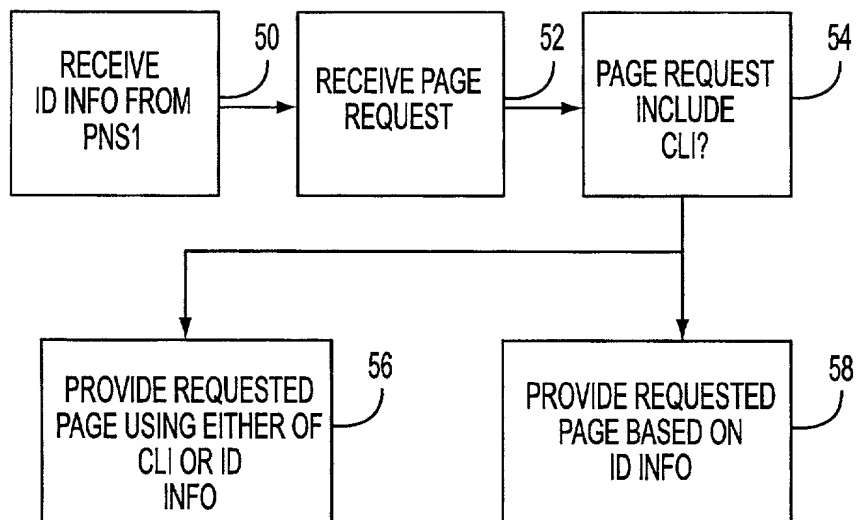 RECEIVE
ID INFO FROM
PNS1
50
RECEIVE PAGE
REQUEST
52
PAGE REQUEST
INCLUDE
CLI?
54
PROVIDE REQUESTED
PAGE USING EITHER OF
CLI OR ID
INFO
56
PROVIDE REQUESTED
PAGE BASED ON
ID INFO
58